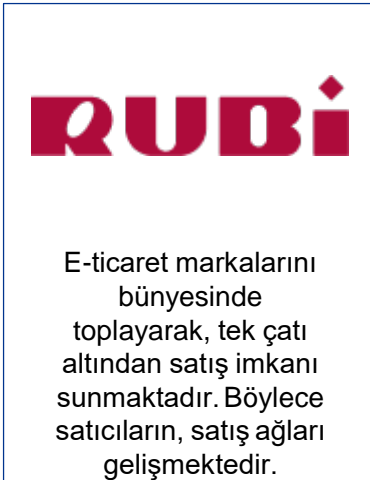 RUBi
E-ticaret markalarını
bünyesinde
toplayarak, tek çatı
altından satış imkanı
sunmaktadır. Böylece
satıcıların, satış ağları
gelişmektedir.